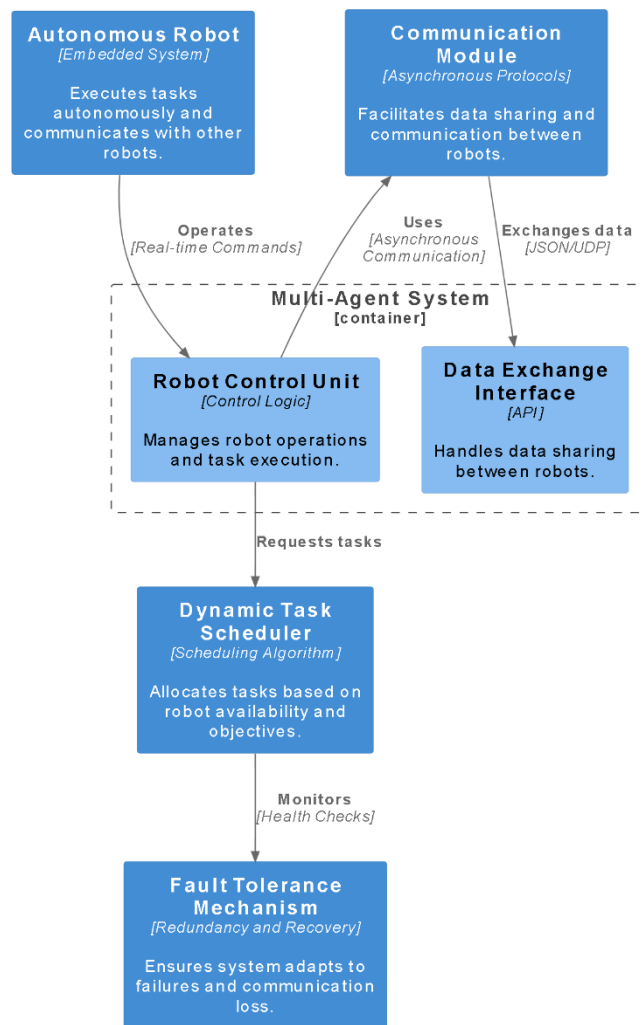 Autonomous Robot
[Embedded System]
Executes tasks
autonomously and
communicates with other
robots.
Communication
Module
[Asynchronous Protocols]
Facilitates data sharing and
communication between
robots.
Operates
[Real-time Commands]
Uses
[Asynchronous
Communication]
Exchanges data
[JSON/UDP]
Multi-Agent System
[container]
Robot Control Unit
[Control Logic]
Manages robot operations
and task execution.
Data Exchange
Interface
[API]
Handles data sharing
between robots.
Requests tasks
Dynamic Task
Scheduler
[Scheduling Algorithm]
Allocates tasks based on
robot availability and
objectives.
Monitors
[Health Checks]
Fault Tolerance
Mechanism
[Redundancy and Recovery]
Ensures system adapts to
failures and communication
loss.